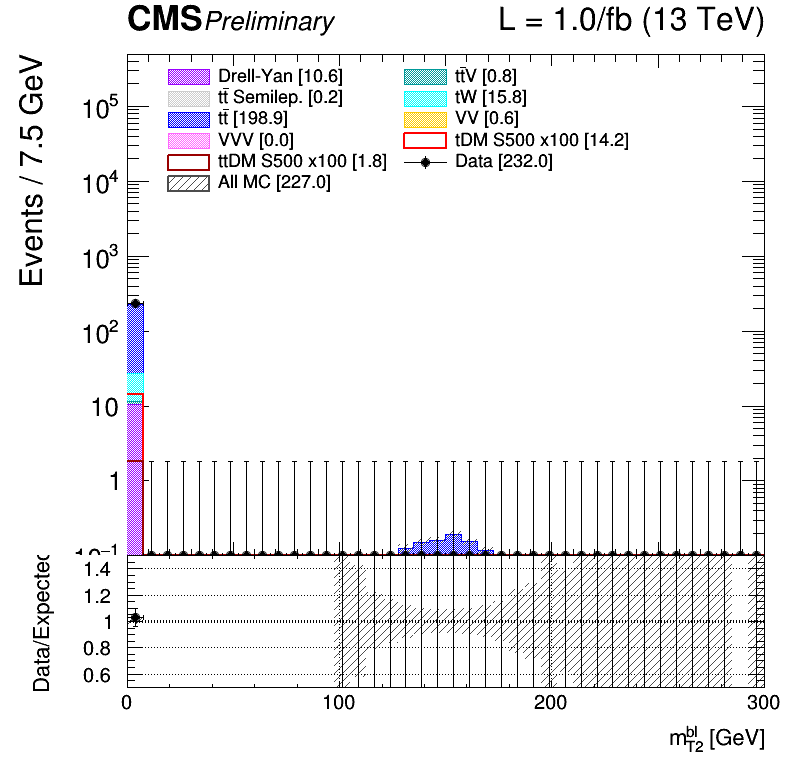 CMS Preliminary L = 1.0/fb (13 TeV)
Events / 7.5 GeV
Drell-Yan [10.6] tt̄V [0.8]
tt̄ Semilep. [0.2] tW [15.8]
tt̄ [198.9] VV [0.6]
VVV [0.0] tDM S500 x100 [14.2]
ttDM S500 x100 [1.8] Data [232.0]
All MC [227.0]
10⁵
10⁴
10³
10²
10
1
10⁻¹
Data/Expected
1.4
1.2
1
0.8
0.6
0 100 200 300
m_{T2}^{bl} [GeV]